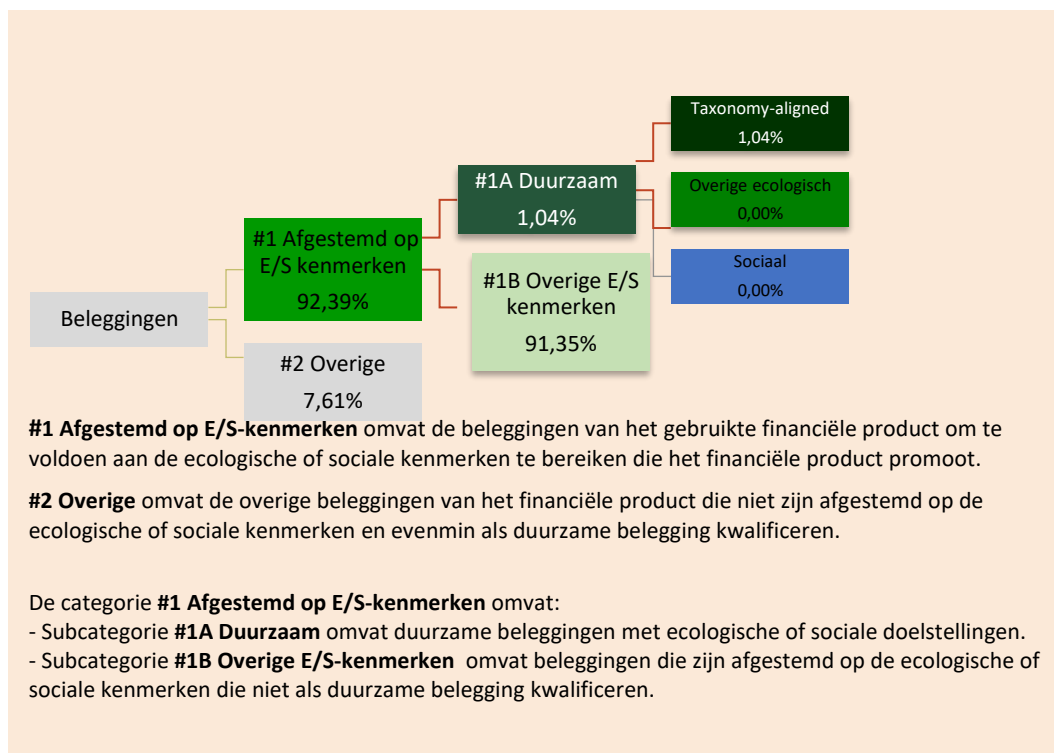 Taxonomy-aligned
1,04%
#1A Duurzaam
1,04%
Overige ecologisch
0,00%
#1 Afgestemd op
E/S kenmerken
92,39%
Sociaal
0,00%
#1B Overige E/S
kenmerken
91,35%
Beleggingen
#2 Overige
7,61%
#1 Afgestemd op E/S-kenmerken omvat de beleggingen van het gebruikte financiële product om te
voldoen aan de ecologische of sociale kenmerken te bereiken die het financiële product promoot.
#2 Overige omvat de overige beleggingen van het financiële product die niet zijn afgestemd op de
ecologische of sociale kenmerken en evenmin als duurzame belegging kwalificeren.
De categorie #1 Afgestemd op E/S-kenmerken omvat:
- Subcategorie #1A Duurzaam omvat duurzame beleggingen met ecologische of sociale doelstellingen.
- Subcategorie #1B Overige E/S-kenmerken omvat beleggingen die zijn afgestemd op de ecologische of
sociale kenmerken die niet als duurzame belegging kwalificeren.